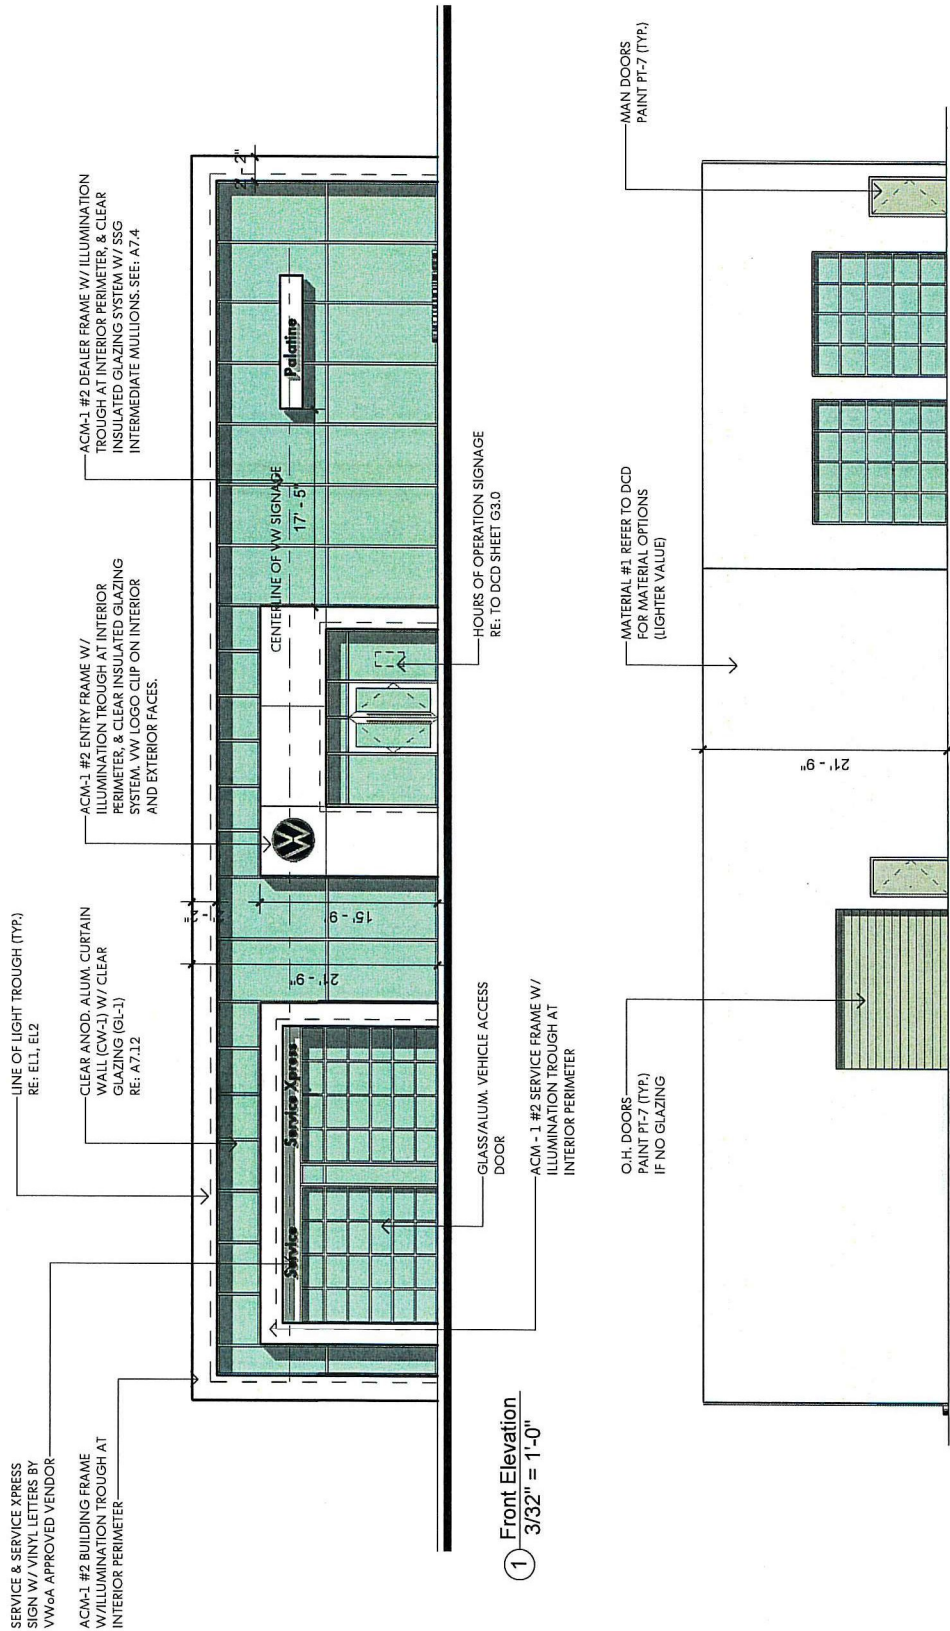 SERVICE & SERVICE XPRESS
SIGN W/ VINYL LETTERS BY
VWoA APPROVED VENDOR
ACM-1 #2 BUILDING FRAME
W/ILLUMINATION TROUGH AT
INTERIOR PERIMETER
LINE OF LIGHT TROUGH (TYP.)
RE: EL1, EL2
CLEAR ANOD. ALUM. CURTAIN
WALL (CW-1) W/ CLEAR
GLAZING (GL-1)
RE: A7.12
ACM-1 #2 ENTRY FRAME W/
ILLUMINATION TROUGH AT INTERIOR
PERIMETER, & CLEAR INSULATED GLAZING
SYSTEM. VW LOGO CLIP ON INTERIOR
AND EXTERIOR FACES.
ACM-1 #2 DEALER FRAME W/ ILLUMINATION
TROUGH AT INTERIOR PERIMETER, & CLEAR
INSULATED GLAZING SYSTEM W/ SSG
INTERMEDIATE MULLIONS. SEE: A7.4
2' - 2"
2' - 2"
Service
Service Xpress
21' - 9"
15' - 9"
VW
CENTERLINE OF VW SIGNAGE
17' - 5"
Palatine
GLASS/ALUM. VEHICLE ACCESS
DOOR
ACM - 1 #2 SERVICE FRAME W/
ILLUMINATION TROUGH AT
INTERIOR PERIMETER
HOURS OF OPERATION SIGNAGE
RE: TO DCD SHEET G3.0
1
Front Elevation
3/32" = 1'-0"
O.H. DOORS
PAINT PT-7 (TYP.)
IF NO GLAZING
MATERIAL #1 REFER TO DCD
FOR MATERIAL OPTIONS
(LIGHTER VALUE)
MAN DOORS
PAINT PT-7 (TYP.)
21' - 9"